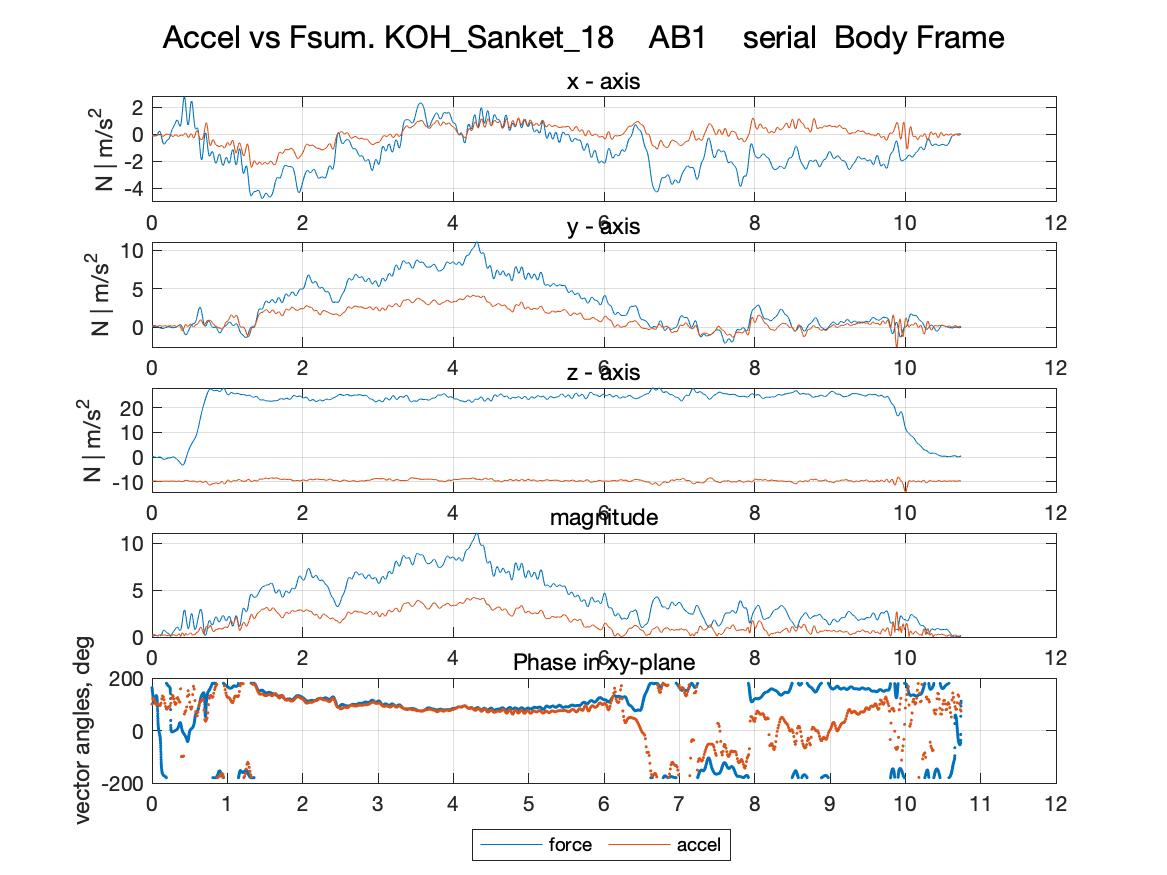 Accel vs Fsum. KOH_Sanket_18 AB1 serial Body Frame
x - axis
N | m/s2
2
0
-2
-4
0 2 4 6 8 10 12
y - axis
N | m/s2
10
5
0
0 2 4 6 8 10 12
z - axis
N | m/s2
20
10
0
-10
0 2 4 6 8 10 12
magnitude
10
5
0
0 2 4 6 8 10 12
Phase in xy-plane
vector angles, deg
200
0
-200
0 1 2 3 4 5 6 7 8 9 10 11 12
force accel